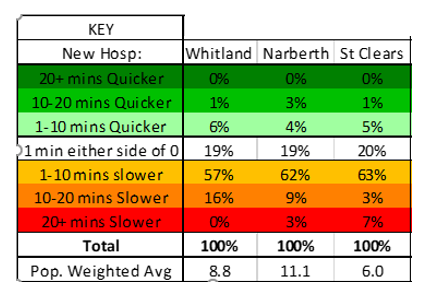 KEY
New Hosp: Whitland Narberth St Clears
20+ mins Quicker 0% 0% 0%
10-20 mins Quicker 1% 3% 1%
1-10 mins Quicker 6% 4% 5%
1 min either side of 0 19% 19% 20%
1-10 mins slower 57% 62% 63%
10-20 mins Slower 16% 9% 3%
20+ mins Slower 0% 3% 7%
Total 100% 100% 100%
Pop. Weighted Avg 8.8 11.1 6.0